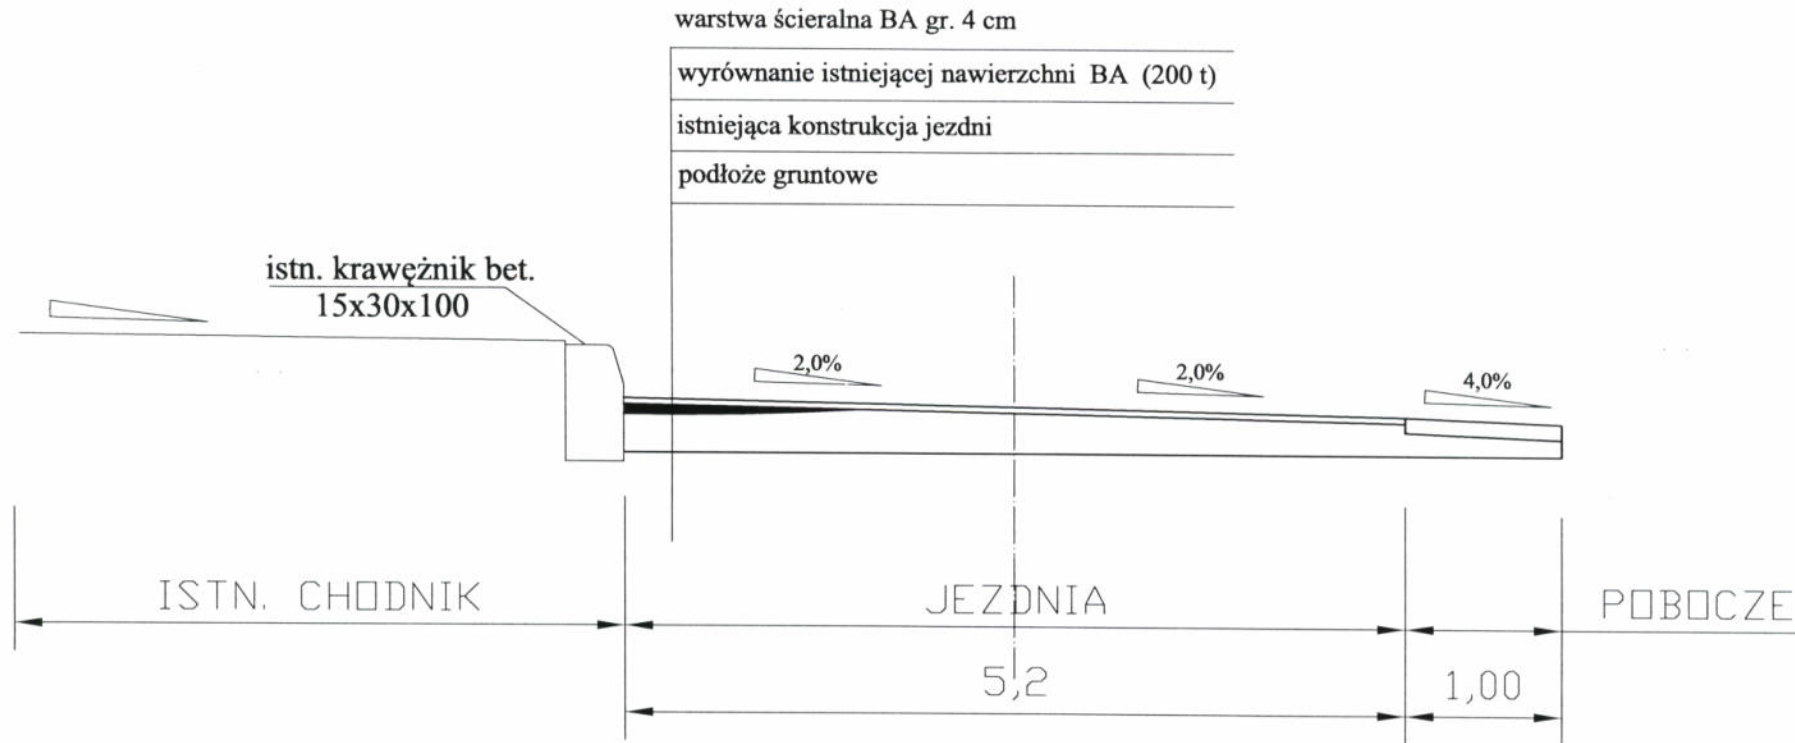 warstwa ścieralna BA gr. 4 cm
wyrównanie istniejącej nawierzchni BA (200 t)
istniejąca konstrukcja jezdni
podłoże gruntowe
istn. krawężnik bet.
15x30x100
2,0%
2,0%
4,0%
ISTN. CHODNIK
JEZDNIA
POBOCZE
5,2
1,00